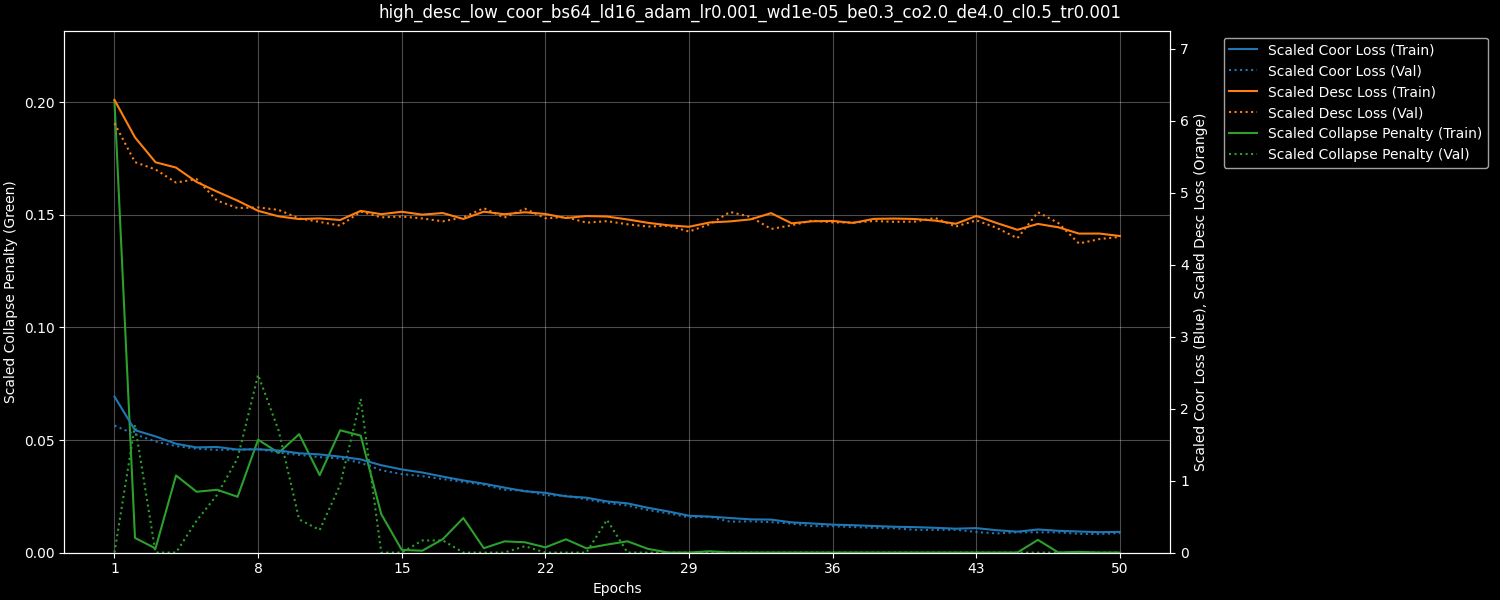 high_desc_low_coor_bs64_ld16_adam_lr0.001_wd1e-05_be0.3_co2.0_de4.0_cl0.5_tr0.001
Scaled Collapse Penalty (Green)
0.20
0.15
0.10
0.05
0.00
1 8 15 22 29 36 43 50
Epochs
7
6
5
4
3
2
1
0
Scaled Coor Loss (Blue), Scaled Desc Loss (Orange)
Scaled Coor Loss (Train)
Scaled Coor Loss (Val)
Scaled Desc Loss (Train)
Scaled Desc Loss (Val)
Scaled Collapse Penalty (Train)
Scaled Collapse Penalty (Val)